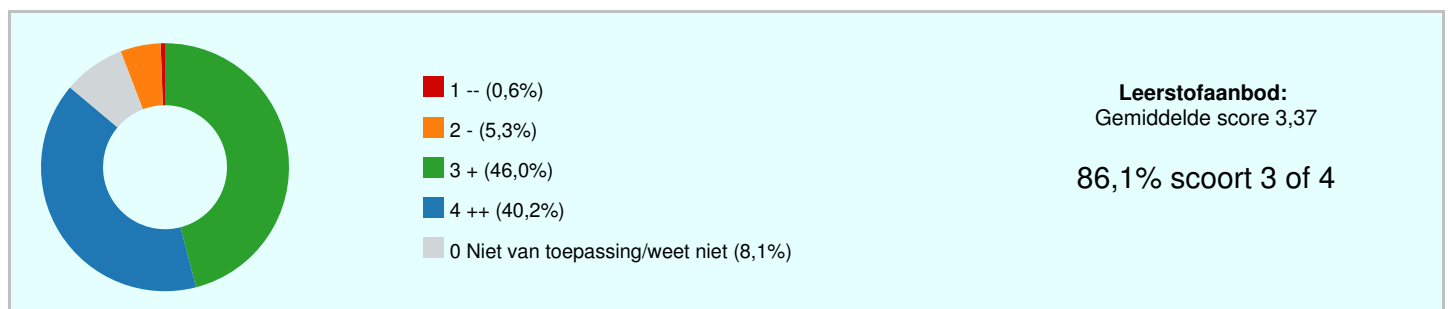 1 -- (0,6%)
2 - (5,3%)
3 + (46,0%)
4 ++ (40,2%)
0 Niet van toepassing/weet niet (8,1%)
Leerstofaanbod:
Gemiddelde score 3,37
86,1% scoort 3 of 4